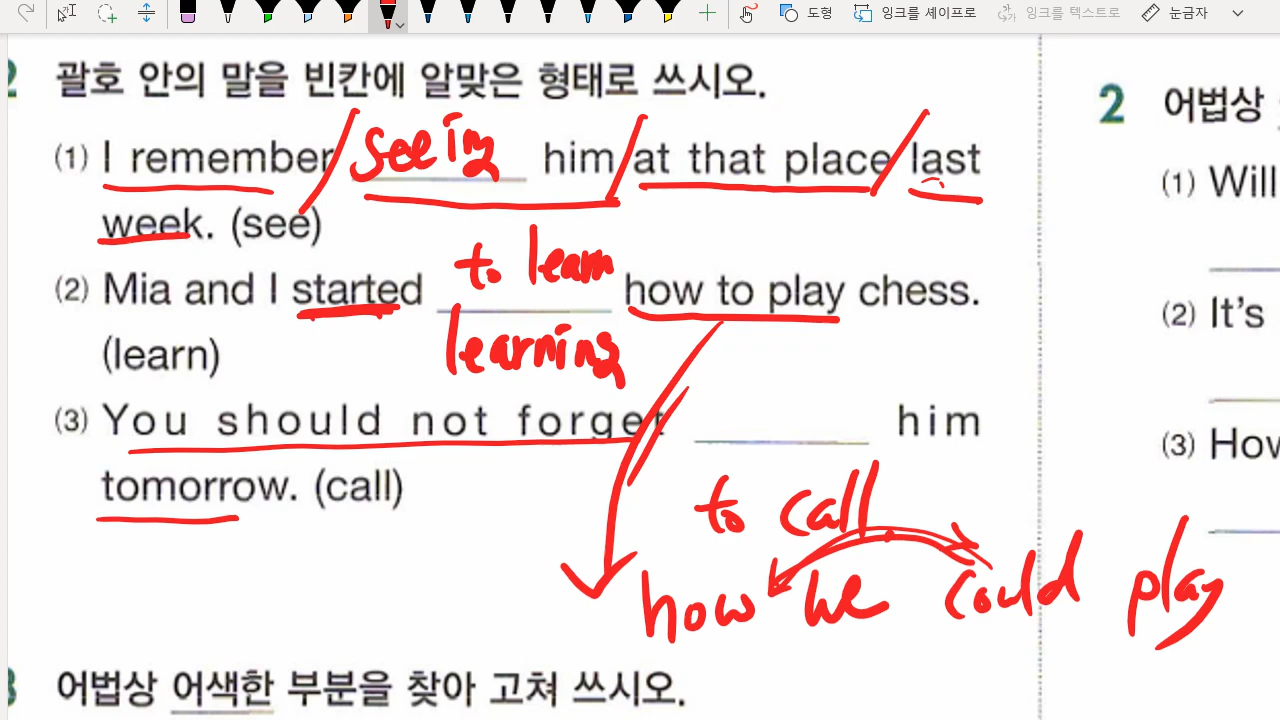 도형 잉크를 셰이프로 잉크를 텍스트로 눈금자
2 괄호 안의 말을 빈칸에 알맞은 형태로 쓰시오.
(1) I remember seeing him at that place last
week. (see)
to learn
(2) Mia and I started how to play chess.
learning
(learn)
(3) You should not forget him
tomorrow. (call)
to call
how we could play
3 어법상 어색한 부분을 찾아 고쳐 쓰시오.
2 어법상
(1) Will
(2) It's
(3) How